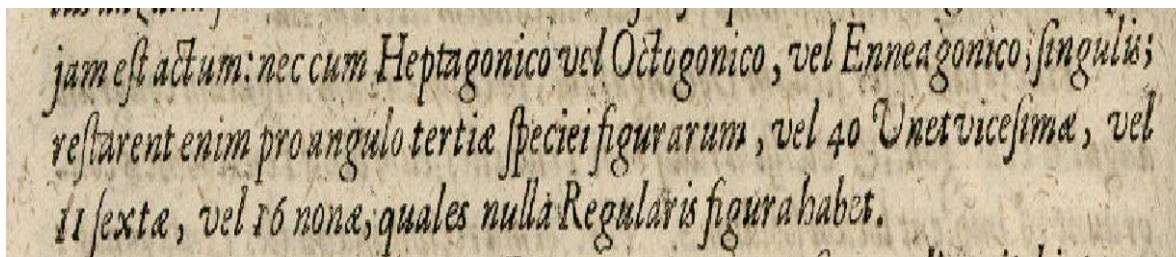 jam est actum: nec cum Heptagonico vel Octogonico, vel Enneagonico, singulis;
restarent enim pro angulo tertiæ speciei figurarum, vel 40 Unetvicesimæ, vel
11 sextæ, vel 16 nonæ, quales nulla Regularis figura habet.